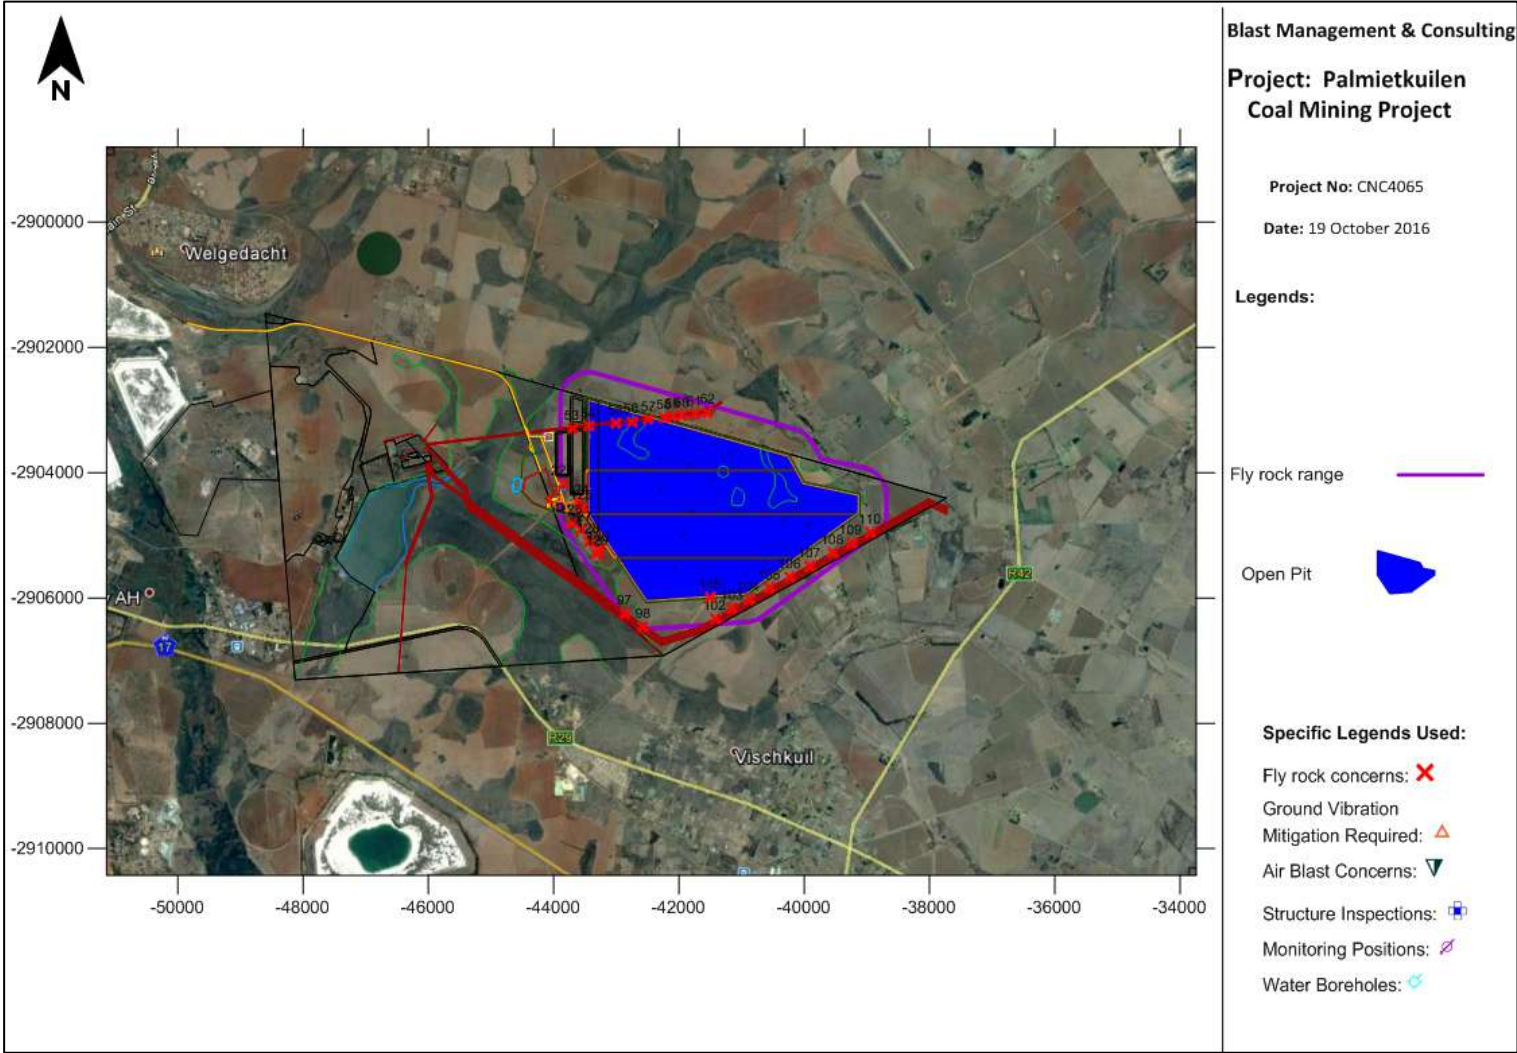 N
Blast Management & Consulting
Project: Palmietkuilen
Coal Mining Project
Project No: CNC4065
Date: 19 October 2016
Legends:
Fly rock range
Open Pit
Specific Legends Used:
Fly rock concerns:
Ground Vibration
Mitigation Required:
Air Blast Concerns:
Structure Inspections:
Monitoring Positions:
Water Boreholes:
-2900000
-2902000
-2904000
-2906000
-2908000
-2910000
-50000
-48000
-46000
-44000
-42000
-40000
-38000
-36000
-34000
Welgedacht
AH
17
R29
R42
Vischkuil
53
57
62
97
98
102
106
107
108
109
110